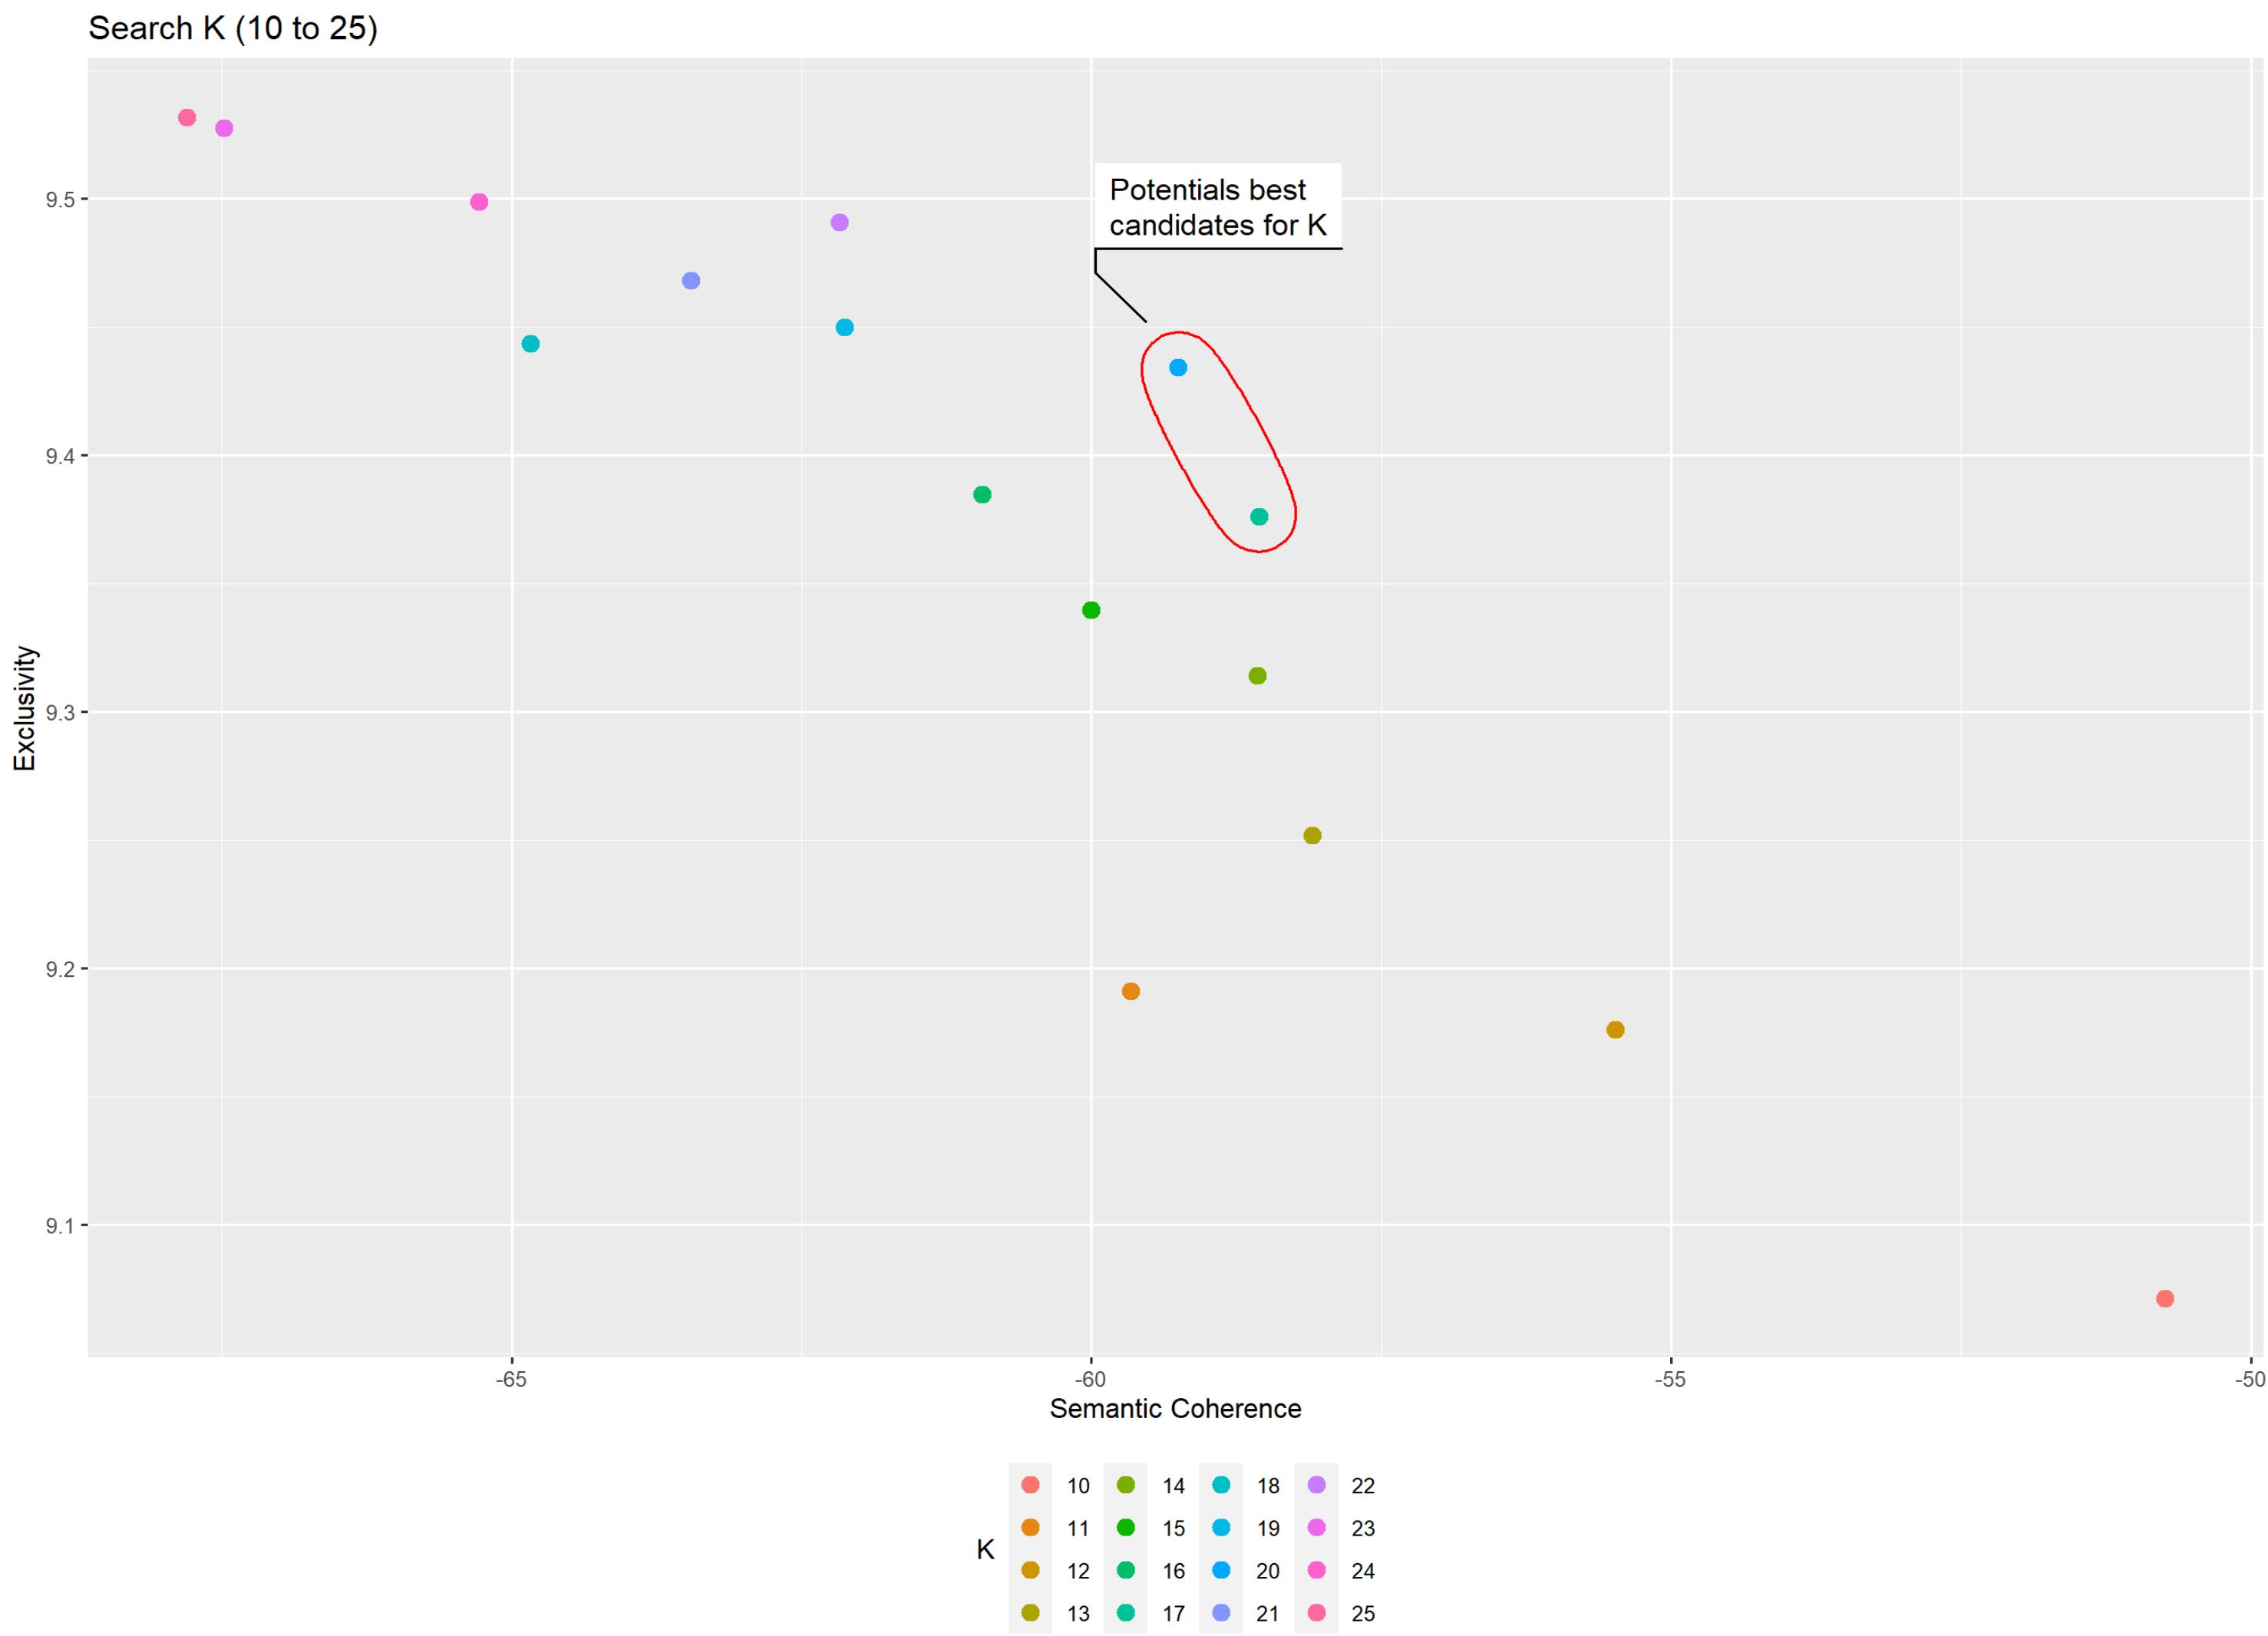 Search K (10 to 25)
Potentials best
candidates for K
9.5
9.4
9.3
9.2
9.1
Exclusivity
-65 -60 -55 -50
Semantic Coherence
K
10 14 18 22
11 15 19 23
12 16 20 24
13 17 21 25